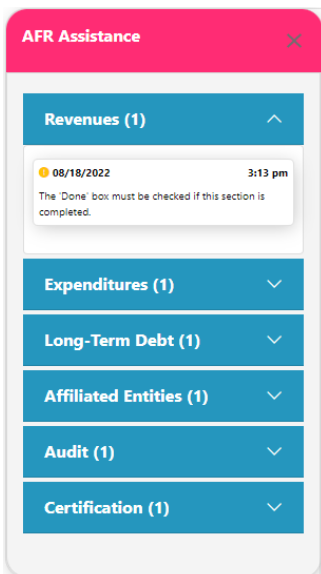 AFR Assistance
Revenues (1)
08/18/2022 3:13 pm
The 'Done' box must be checked if this section is
completed.
Expenditures (1)
Long-Term Debt (1)
Affiliated Entities (1)
Audit (1)
Certification (1)